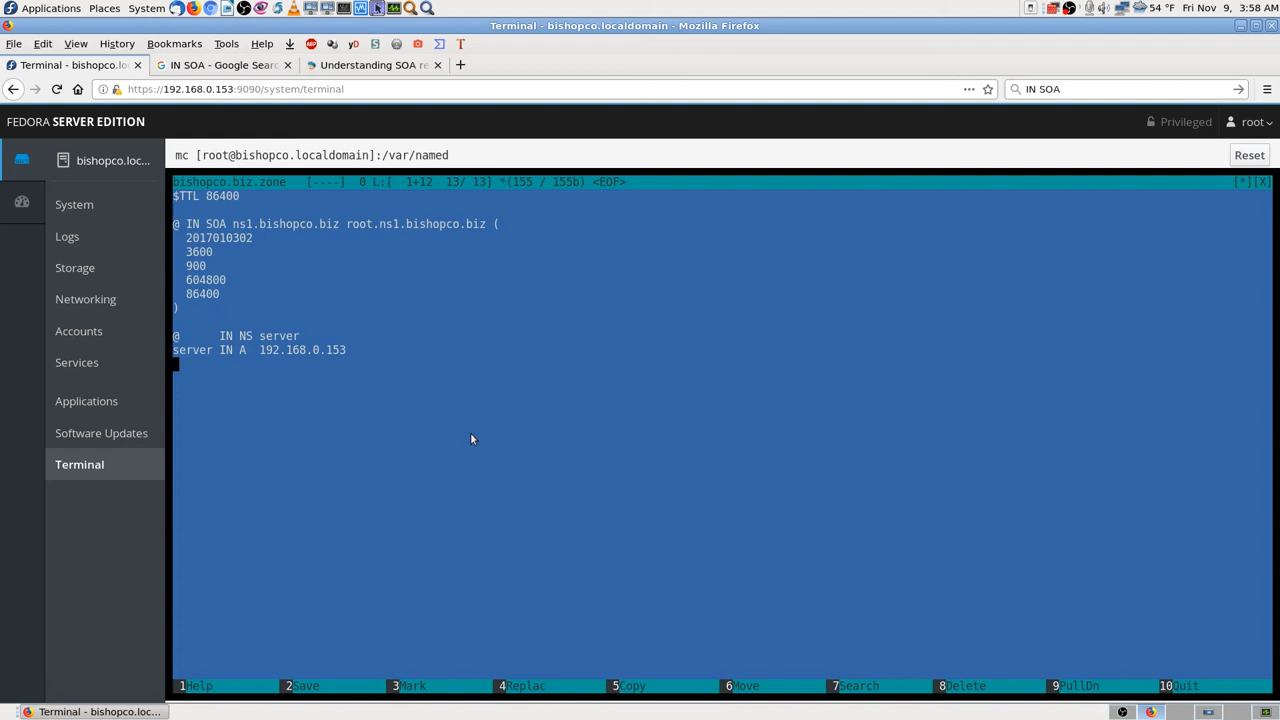 Applications Places System 54 °F Fri Nov 9, 3:58 AM
Terminal - bishopco.localdomain - Mozilla Firefox
File Edit View History Bookmarks Tools Help
Terminal - bishopco.lo IN SOA - Google Sear Understanding SOA re
https://192.168.0.153:9090/system/terminal IN SOA
FEDORA SERVER EDITION Privileged root
bishopco.loc... mc [root@bishopco.localdomain]:/var/named Reset
bishopco.biz.zone [----] 0 L:[ 1+12 13/ 13] *(155 / 155b) <EOF> [*][X]
$TTL 86400
@ IN SOA ns1.bishopco.biz root.ns1.bishopco.biz (
2017010302
3600
900
604800
86400
)
@ IN NS server
server IN A 192.168.0.153
System
Logs
Storage
Networking
Accounts
Services
Applications
Software Updates
Terminal
1Help 2Save 3Mark 4Replac 5Copy 6Move 7Search 8Delete 9PullDn 10Quit
Terminal - bishopco.loc...